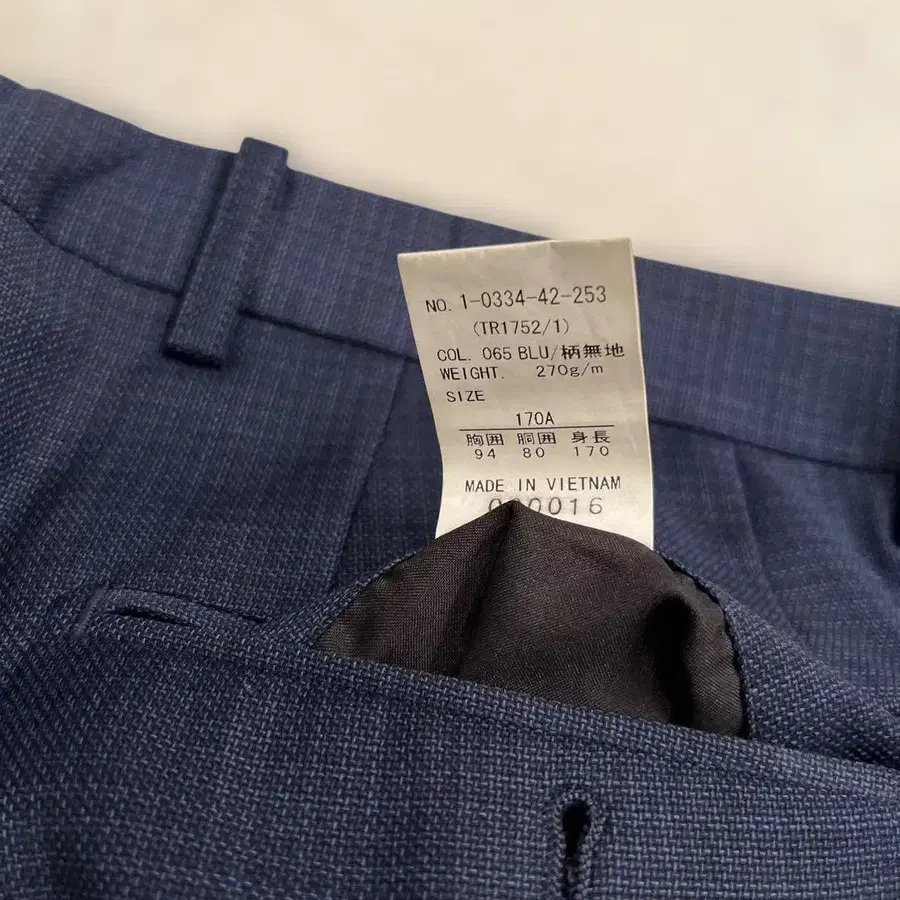 NO. 1-0334-42-253
(TR1752/1)
COL. 065 BLU/柄無地
WEIGHT. 270g/m
SIZE
170A
胸囲 胴囲 身長
94 80 170
MADE IN VIETNAM
000016